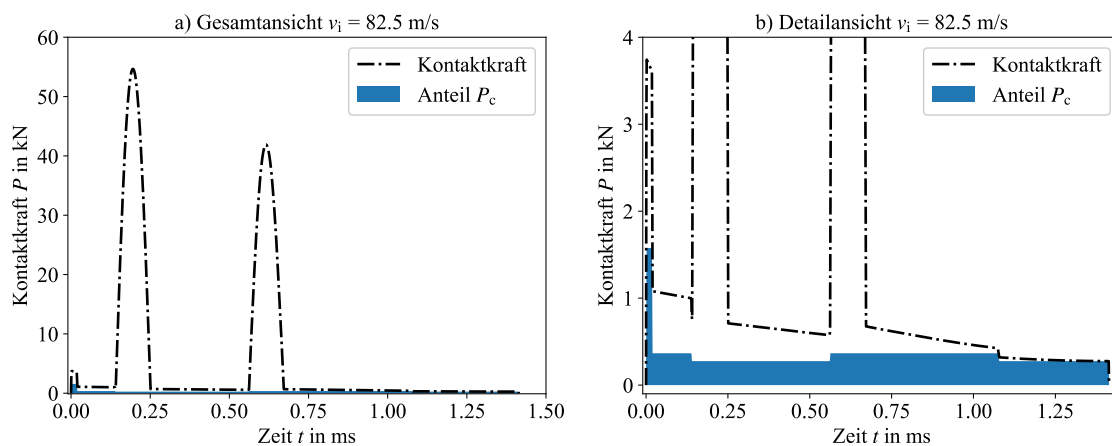 a) Gesamtansicht vi = 82.5 m/s
60
50
40
30
20
10
0
Kontaktkraft P in kN
Kontaktkraft
Anteil Pc
0.00 0.25 0.50 0.75 1.00 1.25 1.50
Zeit t in ms
b) Detailansicht vi = 82.5 m/s
4
3
2
1
0
Kontaktkraft P in kN
Kontaktkraft
Anteil Pc
0.00 0.25 0.50 0.75 1.00 1.25
Zeit t in ms